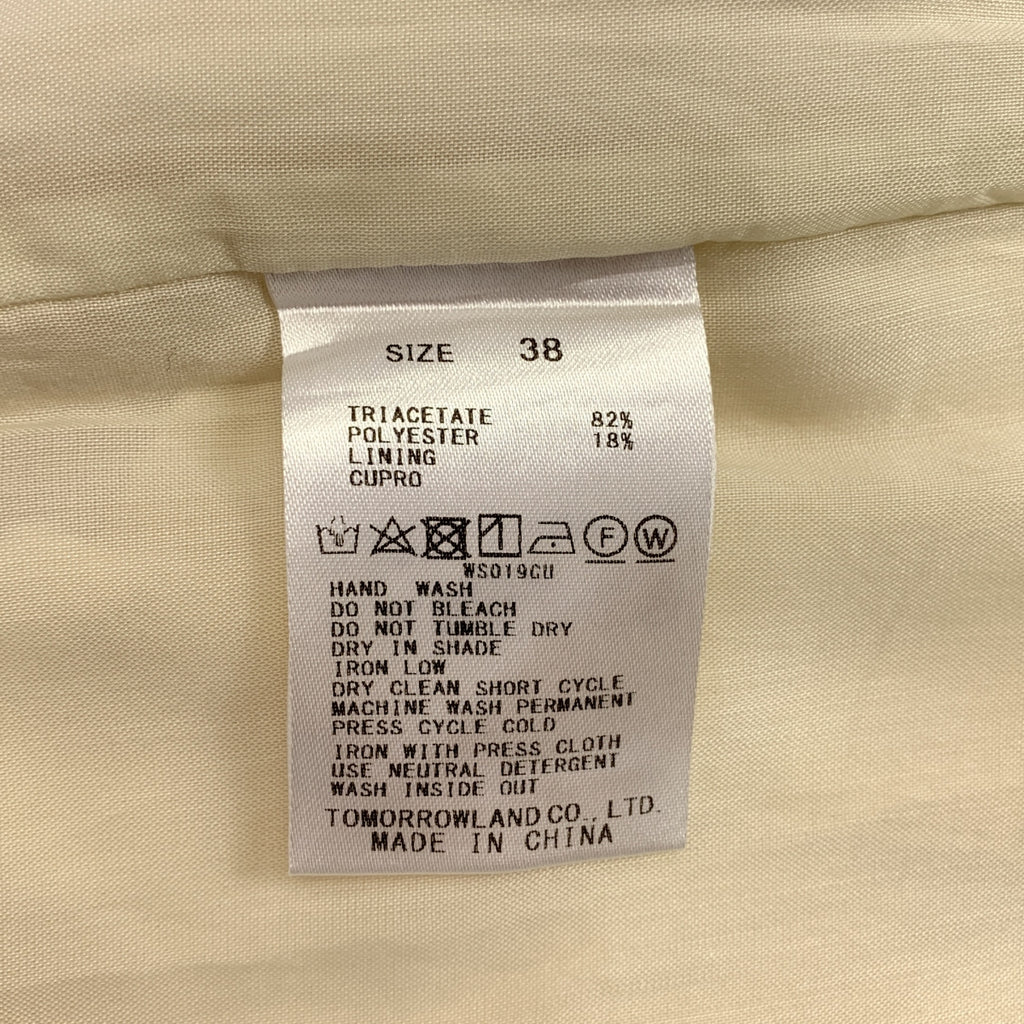 SIZE 38
TRIACETATE 82%
POLYESTER 18%
LINING
CUPRO
F W
WS019CU
HAND WASH
DO NOT BLEACH
DO NOT TUMBLE DRY
DRY IN SHADE
IRON LOW
DRY CLEAN SHORT CYCLE
MACHINE WASH PERMANENT
PRESS CYCLE COLD
IRON WITH PRESS CLOTH
USE NEUTRAL DETERGENT
WASH INSIDE OUT
TOMORROWLAND CO., LTD.
MADE IN CHINA